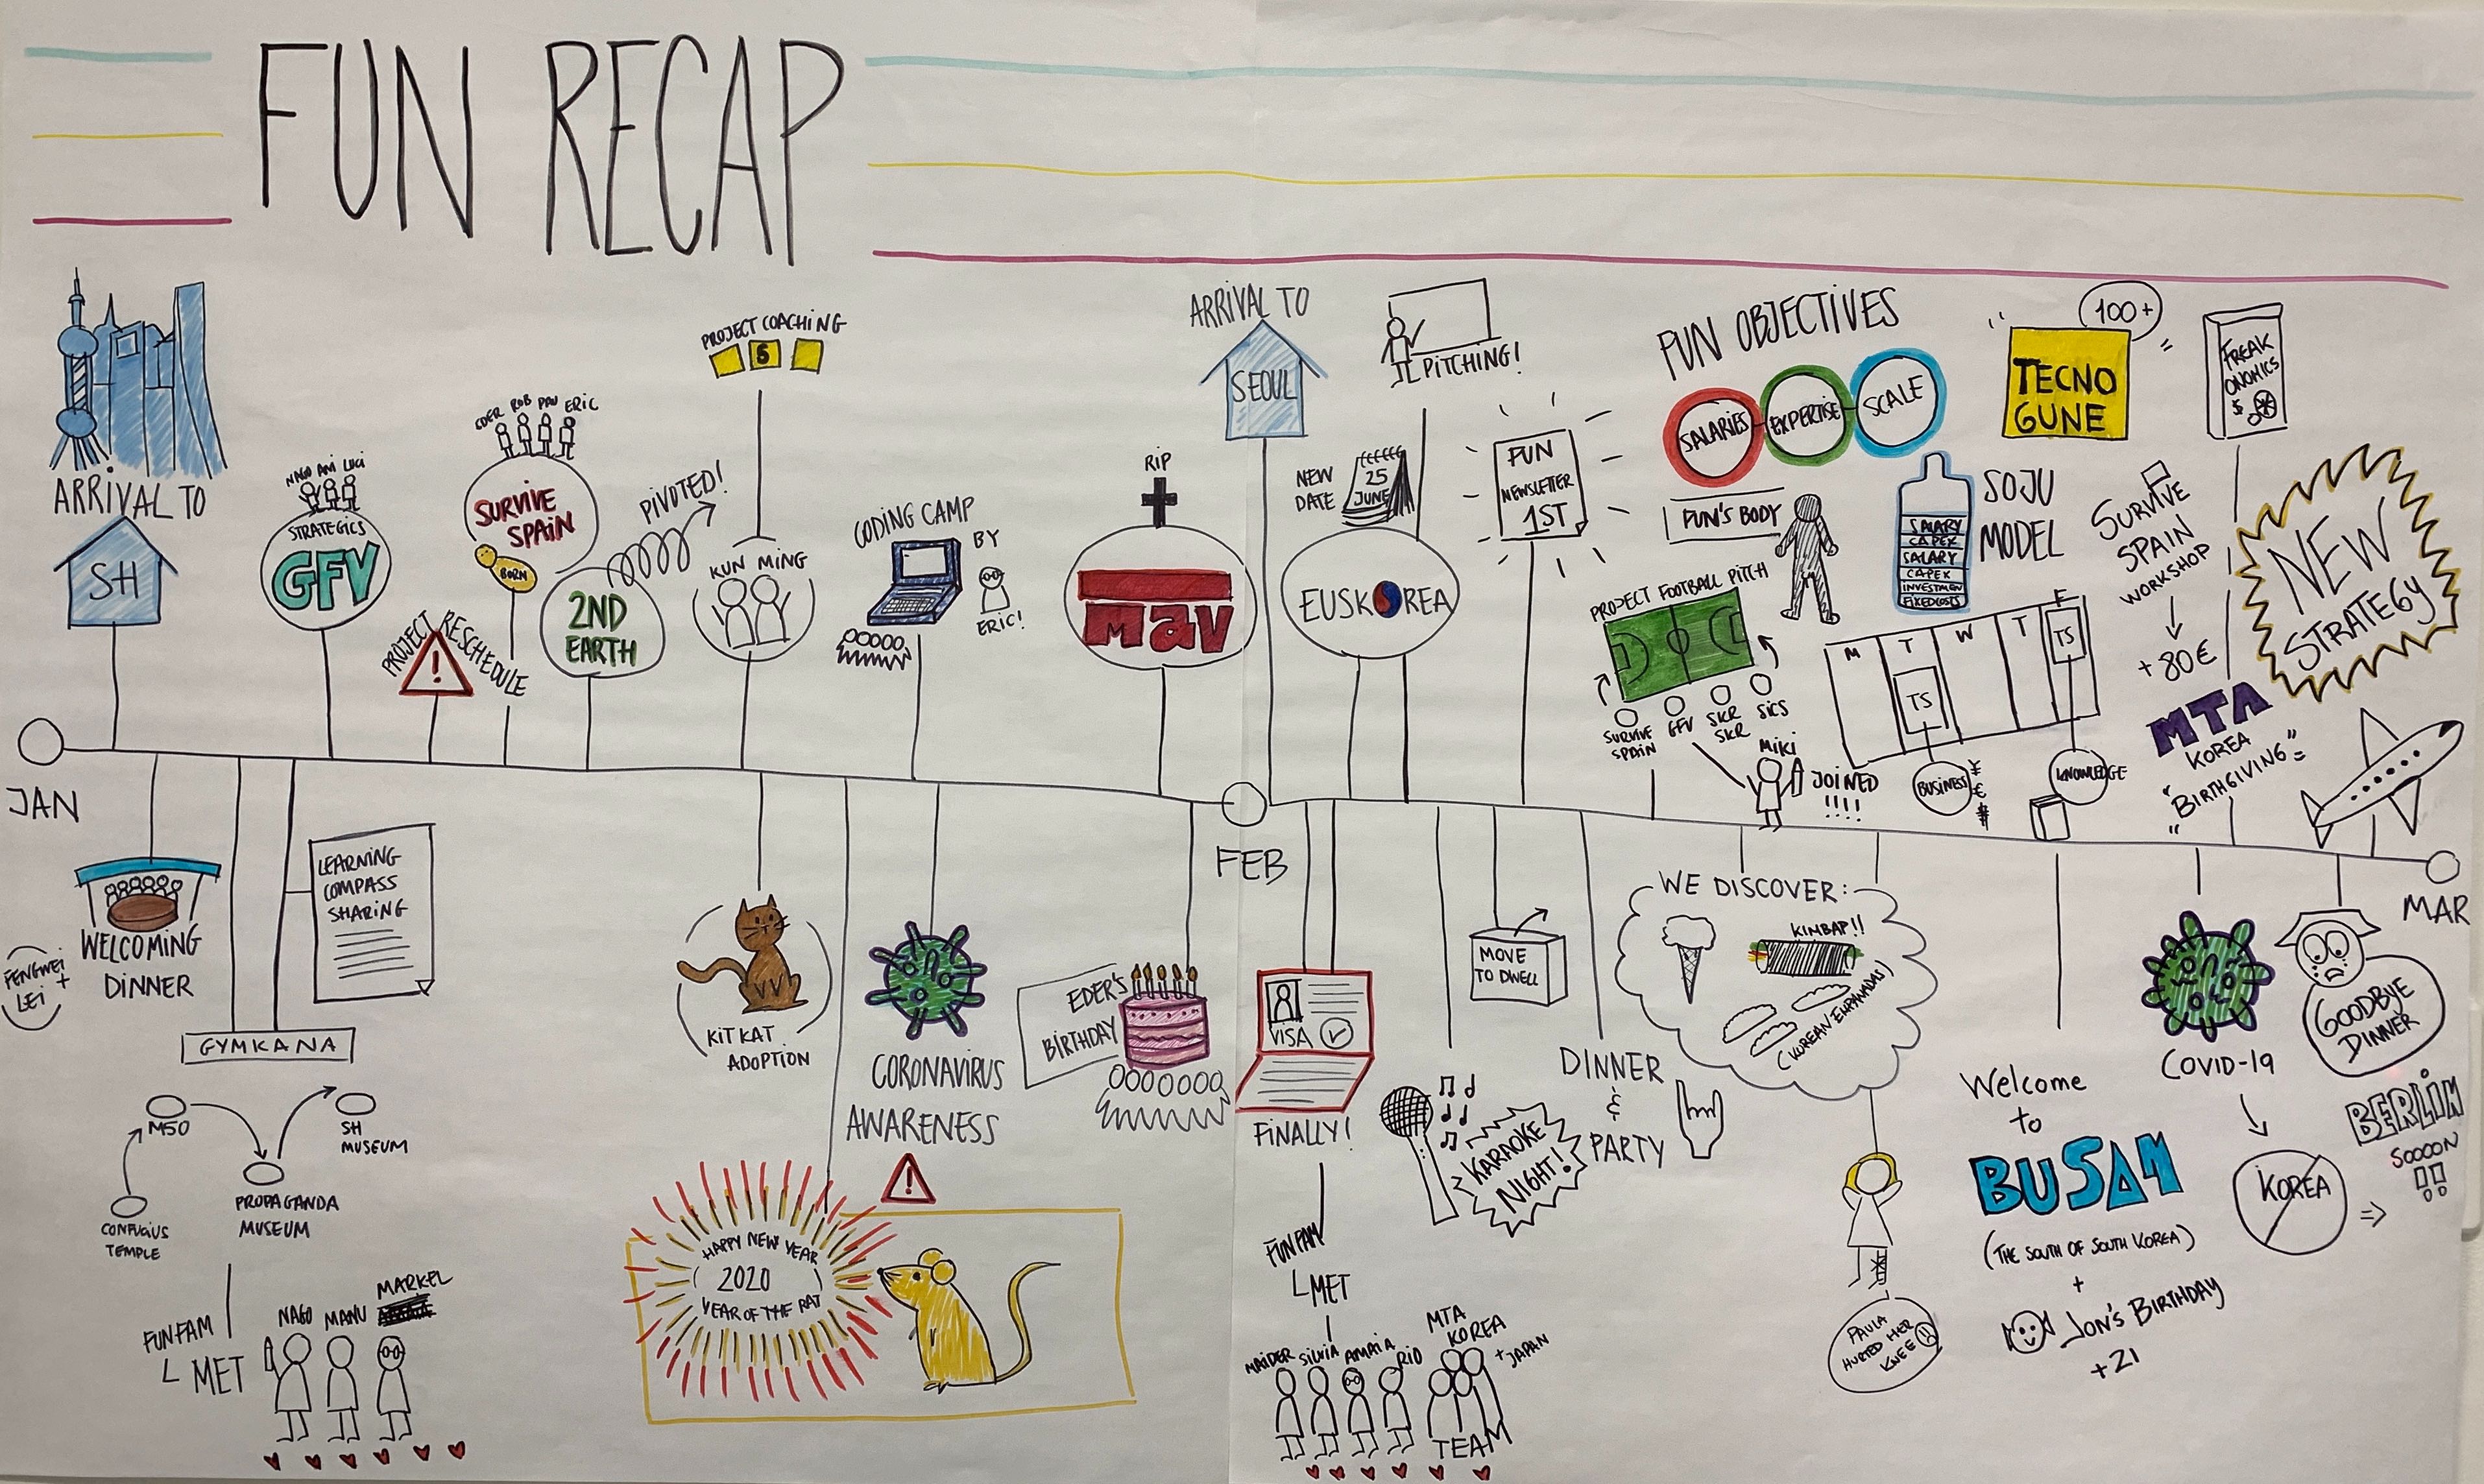 FUN RECAP
ARRIVAL TO
SH
NAGO ANI LUCI
STRATEGICS
GFV
PROJECT RESCHEDULE
!
EDER ROB PAU ERIC
SURVIVE
SPAIN
BORN
2ND
EARTH
PIVOTED!
PROJECT COACHING
5
KUN MING
CODING CAMP
BY
ERIC!
RIP
MAV
ARRIVAL TO
SEOUL
NEW
DATE
25
JUNE
EUSKOREA
PITCHING!
FUN
NEWSLETTER
1ST
FUN OBJECTIVES
SALARIES
EXPERTISE
SCALE
FUN'S BODY
PROJECT FOOTBALL PITCH
SURVIVE
SPAIN
GFV
SKR
SKR
SICS
MIKI
JOINED
!!!!
SOJU
MODEL
SALARY
CAPEX
SALARY
CAPEX
INVESTMENT
FIXED COSTS
M T W T F
TS
TS
BUSINESS
¥
€
$
KNOWLEDGE
100+
TECNO
GUNE
FREAK
ONOMICS
$
SURVIVE
SPAIN
WORKSHOP
+80€
NEW
STRATEGY
MTA
KOREA
"BIRTHGIVING"
JAN
FEB
MAR
WELCOMING
DINNER
FENGWEI
+
LEI
LEARNING
COMPASS
SHARING
GYMKANA
M50
SH
MUSEUM
PROPAGANDA
MUSEUM
CONFUCIUS
TEMPLE
FUNFAM
MET
NAGO MANU MARKEL
KITKAT
ADOPTION
CORONAVIRUS
AWARENESS
!
HAPPY NEW YEAR
2020
YEAR OF THE RAT
EDER'S
BIRTHDAY
VISA
FINALLY!
FUNFAM
MET
MAIDER SILVIA AMAIA RIO
MTA
KOREA
+ JAPAN
TEAM
KARAOKE
NIGHT!
MOVE
TO DWELL
DINNER
&
PARTY
WE DISCOVER:
KIMBAP!!
(KOREAN EMPANADAS)
PAULA
HURTED HER
KNEE
Welcome
to
BUSAN
(THE SOUTH OF SOUTH KOREA)
+
JON'S BIRTHDAY
+21
COVID-19
KOREA
=>
GOODBYE
DINNER
BERLIN
SOOOON
!!